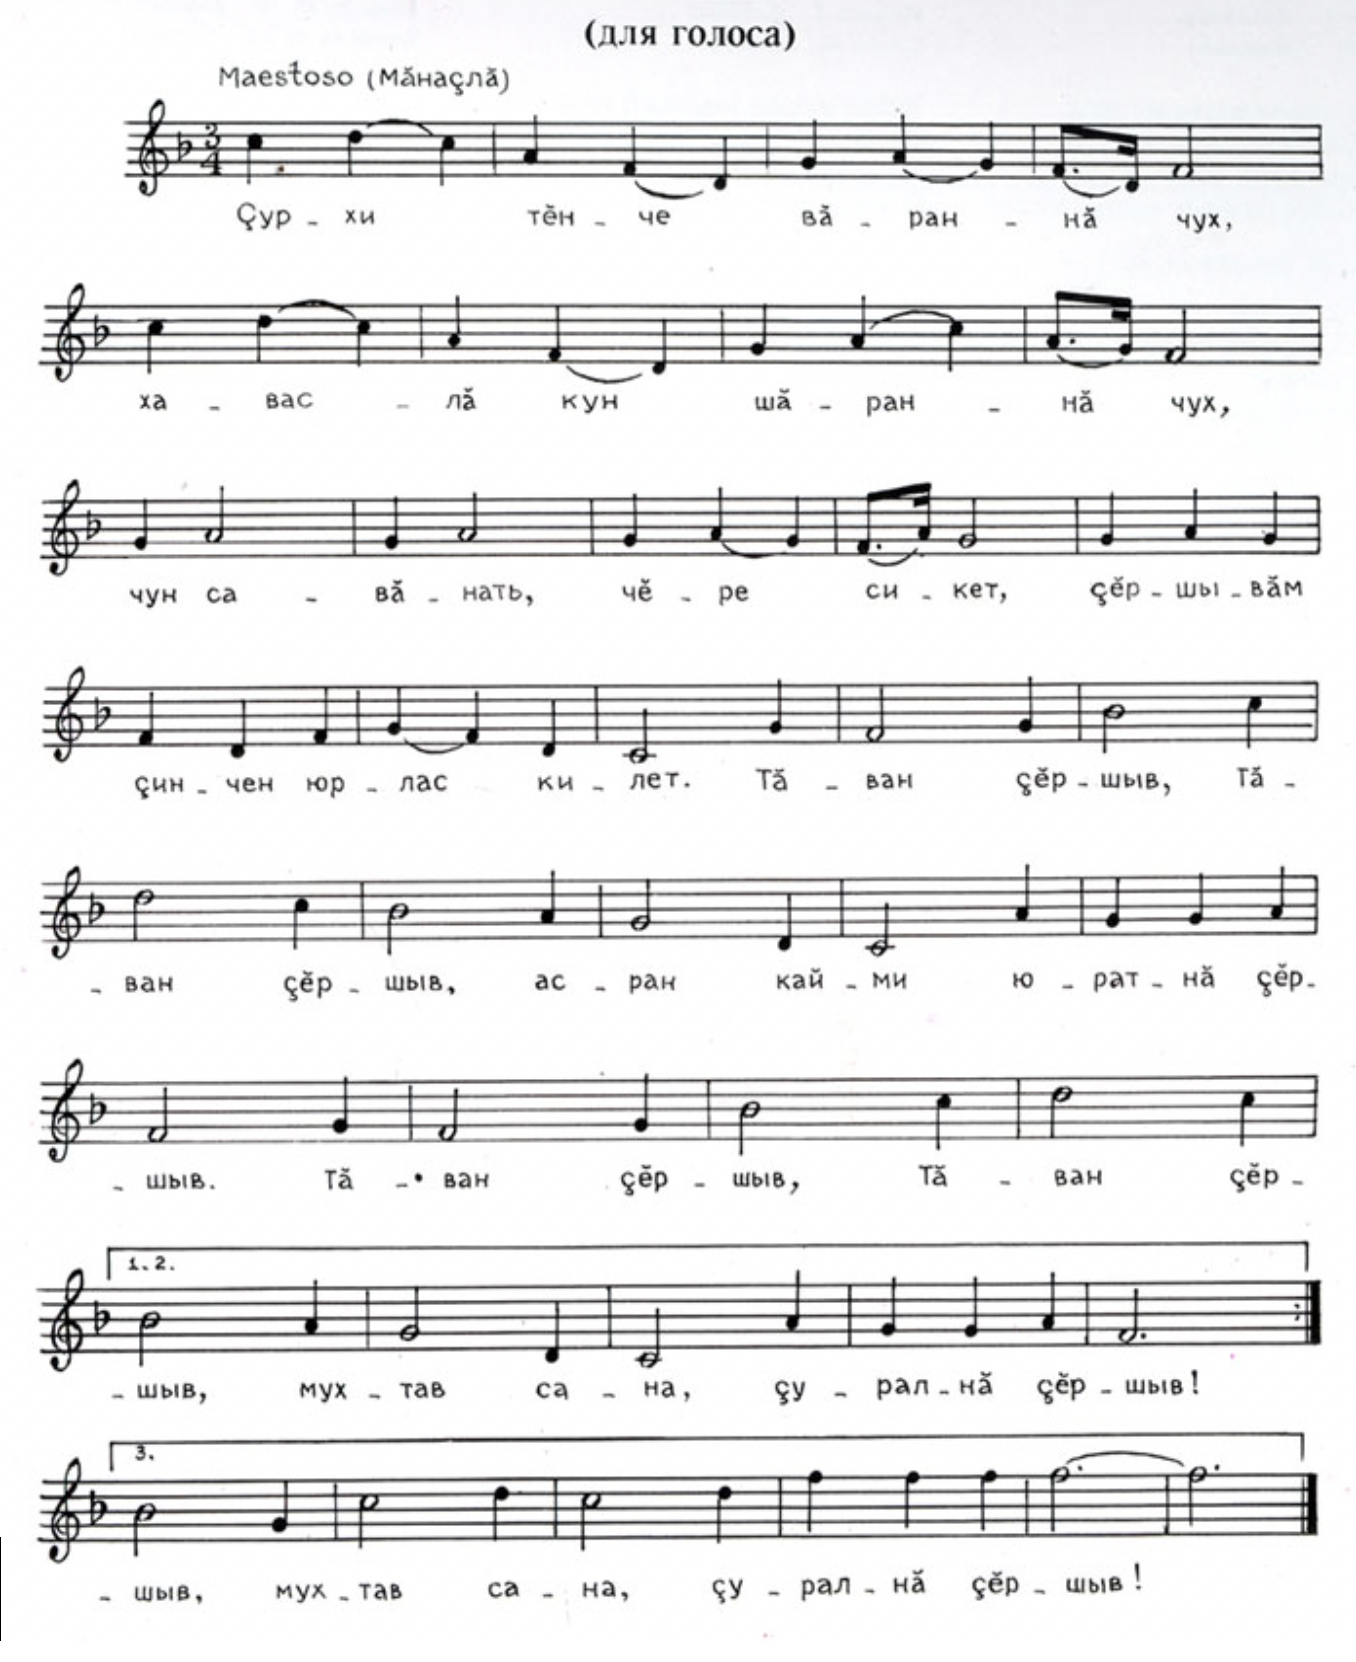 (для голоса)
Maestoso (Мăнаçлă)
3
4
Çур - хи тĕн - че вă - ран - нă чух,
ха - вас - лă кун шă - ран - нă чух,
чун са - вă - нать, чĕ - ре си - кет, çĕр - шы - вăм
çин - чен юр - лас ки - лет. Тă - ван çĕр - шыв, Тă -
- ван çĕр - шыв, ас - ран кай - ми ю - рат - нă çĕр -
- шыв. Тă - ван çĕр - шыв, Тă - ван çĕр -
1. 2.
- шыв, мух - тав са - на, çу - рал - нă çĕр - шыв!
3.
- шыв, мух - тав са - на, çу - рал - нă çĕр - шыв!